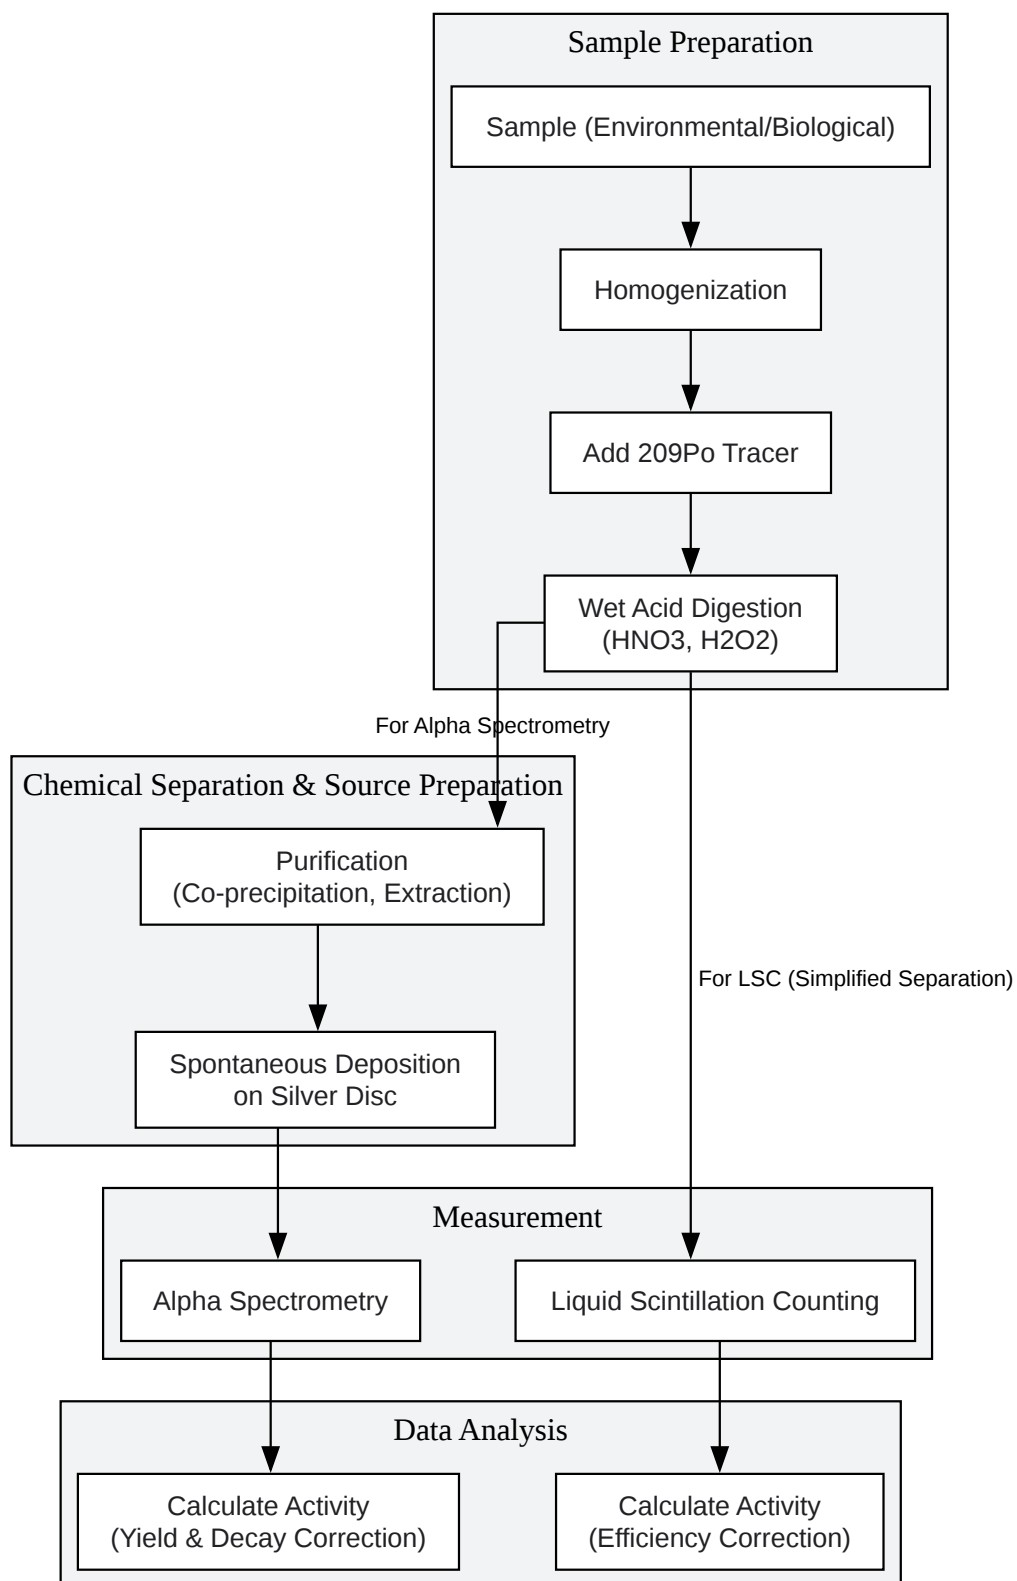 Sample Preparation
Sample (Environmental/Biological)
Homogenization
Add 209Po Tracer
Wet Acid Digestion
(HNO3, H2O2)
For Alpha Spectrometry
Chemical Separation & Source Preparation
Purification
(Co-precipitation, Extraction)
For LSC (Simplified Separation)
Spontaneous Deposition
on Silver Disc
Measurement
Alpha Spectrometry
Liquid Scintillation Counting
Data Analysis
Calculate Activity
(Yield & Decay Correction)
Calculate Activity
(Efficiency Correction)